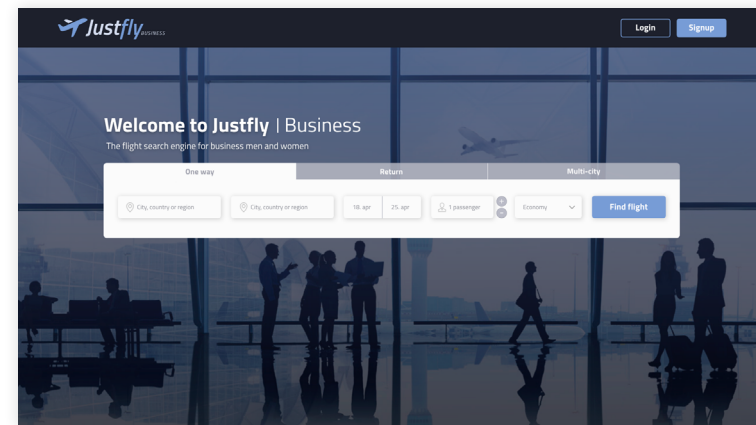 Justfly BUSINESS
Login
Signup
Welcome to Justfly | Business
The flight search engine for business men and women
One way
Return
Multi-city
City, country or region
City, country or region
18. apr
25. apr
1 passenger
Economy
Find flight